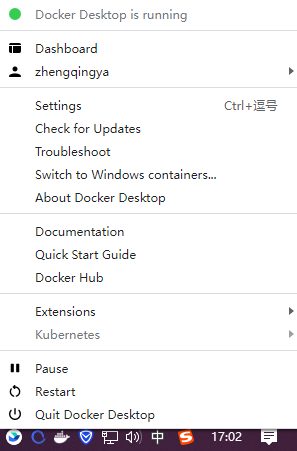 Docker Desktop is running
Dashboard
zhengqingya
Settings Ctrl+逗号
Check for Updates
Troubleshoot
Switch to Windows containers...
About Docker Desktop
Documentation
Quick Start Guide
Docker Hub
Extensions
Kubernetes
Pause
Restart
Quit Docker Desktop
中 S 17:02